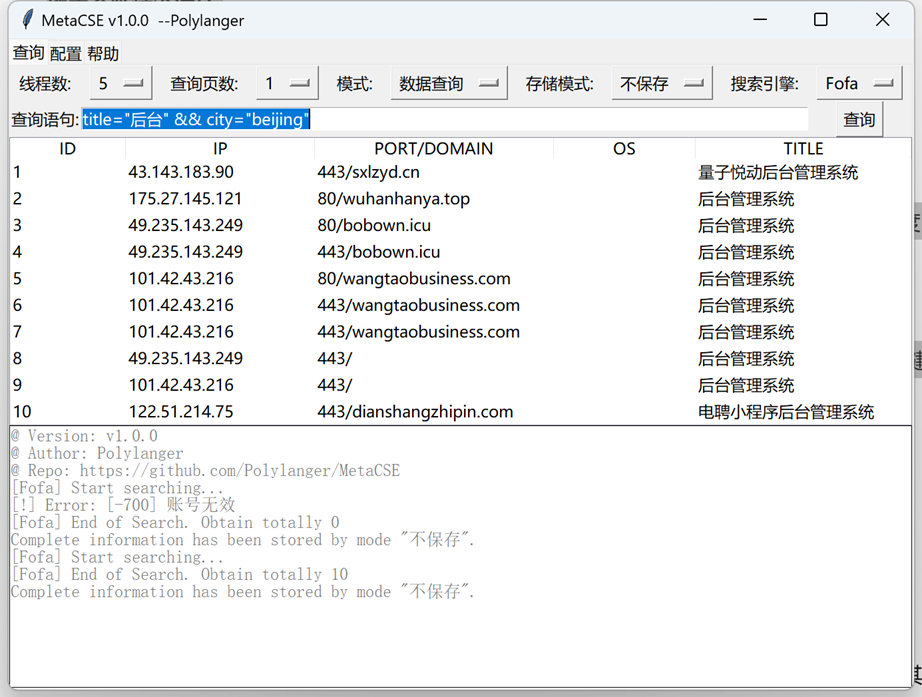 MetaCSE v1.0.0 --Polylanger
查询 配置 帮助
线程数: 5 查询页数: 1 模式: 数据查询 存储模式: 不保存 搜索引擎: Fofa
查询语句: title="后台" && city="beijing" 查询
ID IP PORT/DOMAIN OS TITLE
1 43.143.183.90 443/sxlzyd.cn 量子悦动后台管理系统
2 175.27.145.121 80/wuhanhanya.top 后台管理系统
3 49.235.143.249 80/bobown.icu 后台管理系统
4 49.235.143.249 443/bobown.icu 后台管理系统
5 101.42.43.216 80/wangtaobusiness.com 后台管理系统
6 101.42.43.216 443/wangtaobusiness.com 后台管理系统
7 101.42.43.216 443/wangtaobusiness.com 后台管理系统
8 49.235.143.249 443/ 后台管理系统
9 101.42.43.216 443/ 后台管理系统
10 122.51.214.75 443/dianshangzhipin.com 电聘小程序后台管理系统
@ Version: v1.0.0
@ Author: Polylanger
@ Repo: https://github.com/Polylanger/MetaCSE
[Fofa] Start searching...
[!] Error: [-700] 账号无效
[Fofa] End of Search. Obtain totally 0
Complete information has been stored by mode "不保存".
[Fofa] Start searching...
[Fofa] End of Search. Obtain totally 10
Complete information has been stored by mode "不保存".